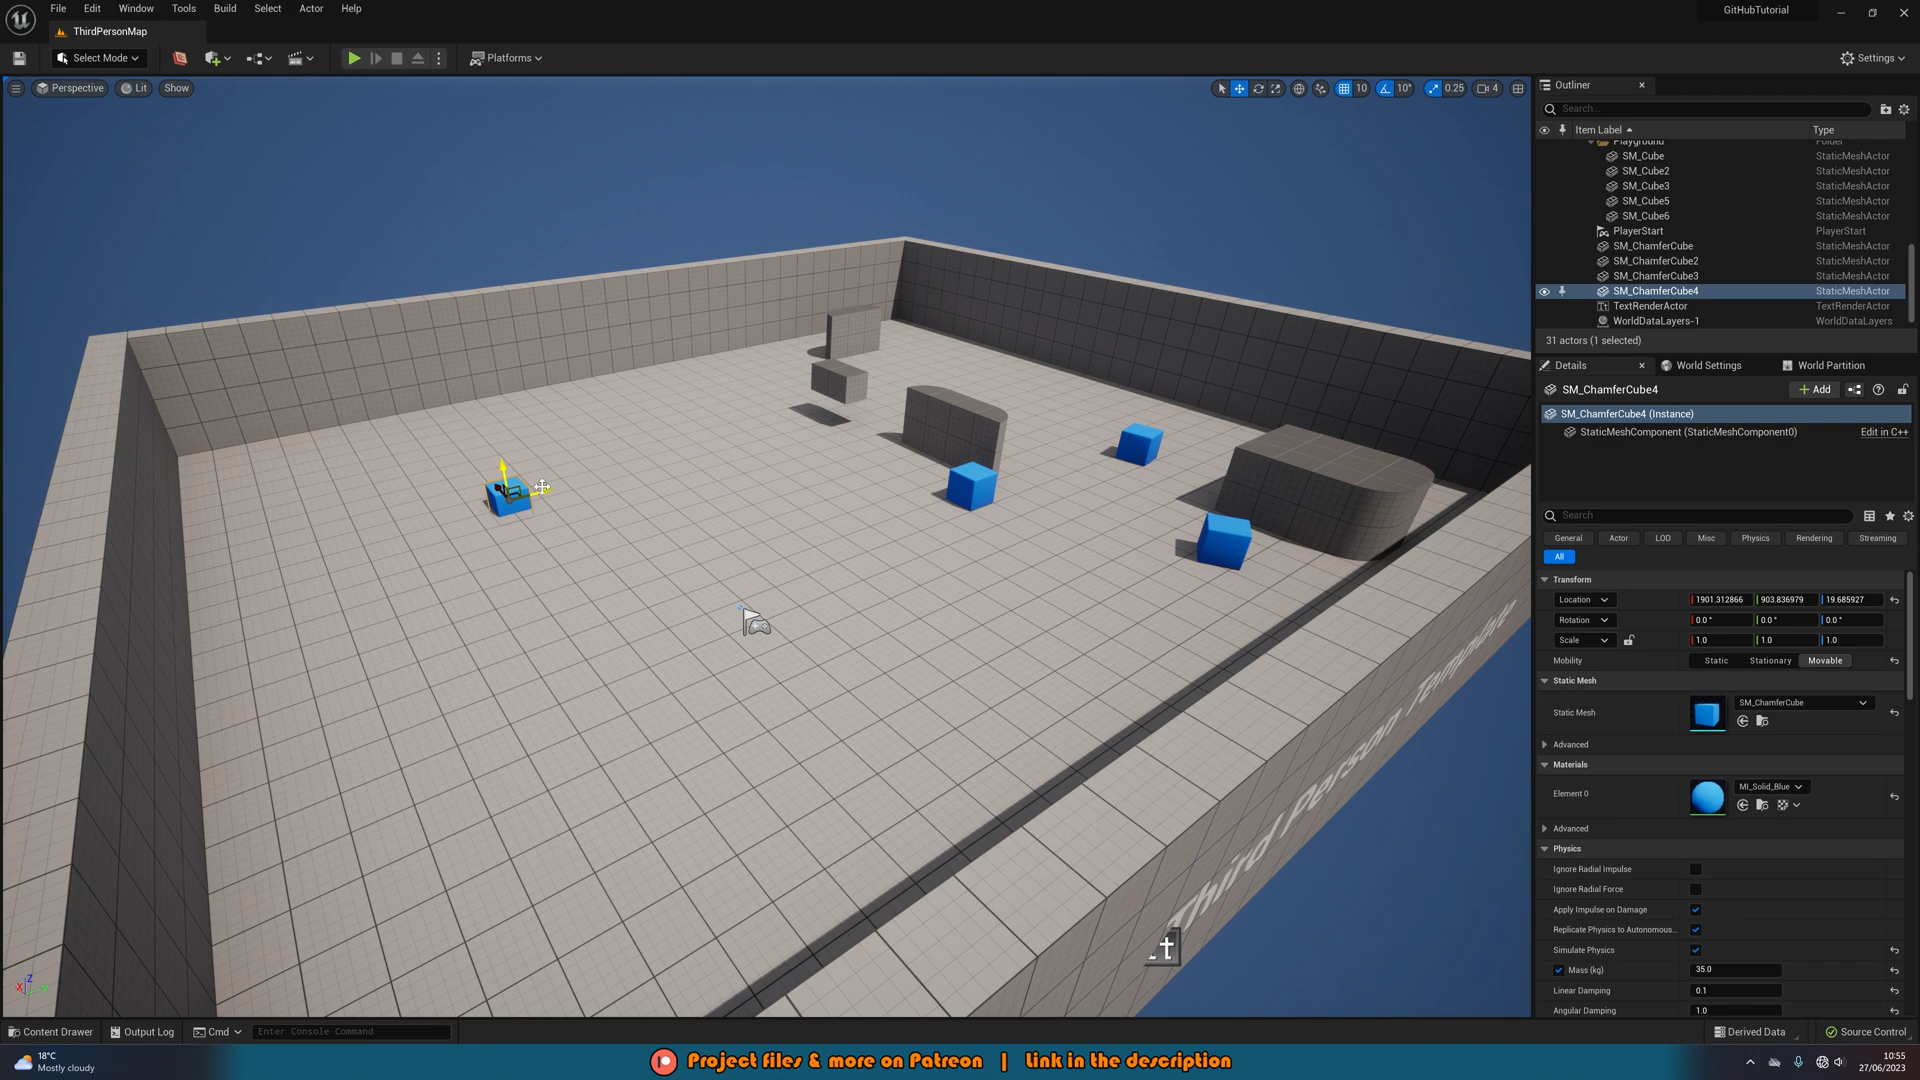 File Edit Window Tools Build Select Actor Help
GitHubTutorial
ThirdPersonMap
Select Mode
Platforms
Settings
Perspective Lit Show
10 10° 0.25 4
Outliner
Search...
Item Label Type
Playground Folder
SM_Cube StaticMeshActor
SM_Cube2 StaticMeshActor
SM_Cube3 StaticMeshActor
SM_Cube5 StaticMeshActor
SM_Cube6 StaticMeshActor
PlayerStart PlayerStart
SM_ChamferCube StaticMeshActor
SM_ChamferCube2 StaticMeshActor
SM_ChamferCube3 StaticMeshActor
SM_ChamferCube4 StaticMeshActor
TextRenderActor TextRenderActor
WorldDataLayers-1 WorldDataLayers
31 actors (1 selected)
Details World Settings World Partition
SM_ChamferCube4
+ Add
SM_ChamferCube4 (Instance)
StaticMeshComponent (StaticMeshComponent0) Edit in C++
Search
General Actor LOD Misc Physics Rendering Streaming
All
Transform
Location 1901.312866 903.836979 19.685927
Rotation 0.0 ° 0.0 ° 0.0 °
Scale 1.0 1.0 1.0
Mobility Static Stationary Movable
Static Mesh
Static Mesh SM_ChamferCube
Advanced
Materials
Element 0 MI_Solid_Blue
Advanced
Physics
Ignore Radial Impulse
Ignore Radial Force
Apply Impulse on Damage
Replicate Physics to Autonomous...
Simulate Physics
Mass (kg) 35.0
Linear Damping 0.1
Angular Damping 1.0
Third Person Template
Z
X Y
Content Drawer Output Log Cmd Enter Console Command
Derived Data Source Control
18°C
Mostly cloudy
Project files & more on Patreon | Link in the description
10:55
27/06/2023